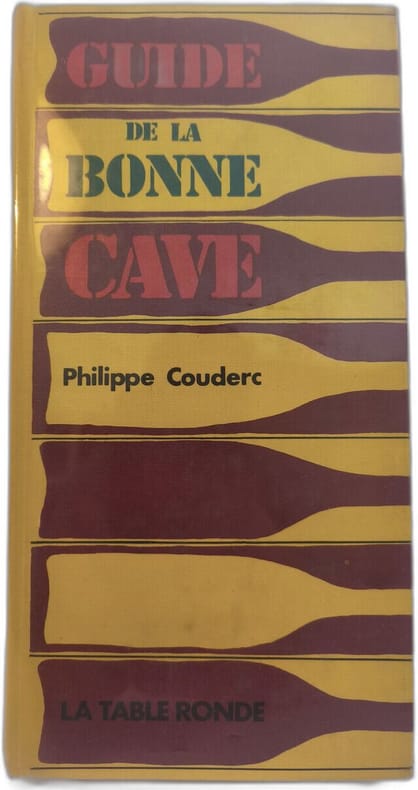 GUIDE
DE LA
BONNE
CAVE
Philippe Couderc
LA TABLE RONDE